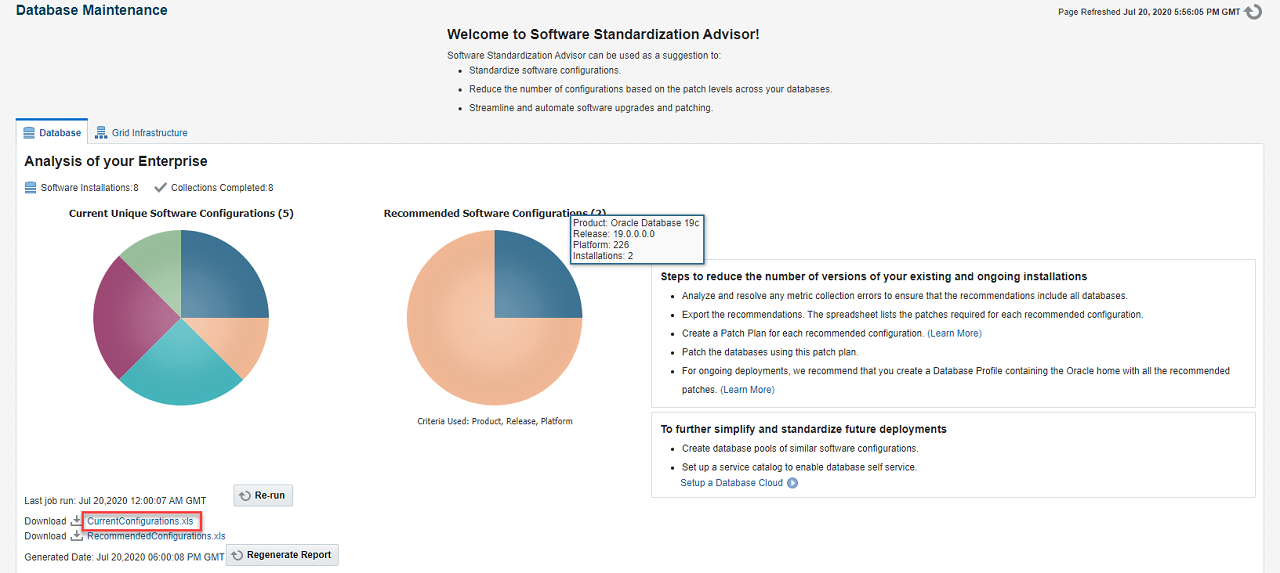 Database Maintenance
Page Refreshed Jul 20, 2020 5:56:05 PM GMT
Welcome to Software Standardization Advisor!
Software Standardization Advisor can be used as a suggestion to:
• Standardize software configurations.
• Reduce the number of configurations based on the patch levels across your databases.
• Streamline and automate software upgrades and patching.
Database
Grid Infrastructure
Analysis of your Enterprise
Software Installations:8
Collections Completed:8
Current Unique Software Configurations (5)
Recommended Software Configurations (2)
Product: Oracle Database 19c
Release: 19.0.0.0.0
Platform: 226
Installations: 2
Criteria Used: Product, Release, Platform
Steps to reduce the number of versions of your existing and ongoing installations
• Analyze and resolve any metric collection errors to ensure that the recommendations include all databases.
• Export the recommendations. The spreadsheet lists the patches required for each recommended configuration.
• Create a Patch Plan for each recommended configuration. (Learn More)
• Patch the databases using this patch plan.
• For ongoing deployments, we recommend that you create a Database Profile containing the Oracle home with all the recommended
patches. (Learn More)
To further simplify and standardize future deployments
• Create database pools of similar software configurations.
• Set up a service catalog to enable database self service.
Setup a Database Cloud
Last job run: Jul 20,2020 12:00:07 AM GMT
Re-run
Download CurrentConfigurations.xls
Download RecommendedConfigurations.xls
Generated Date: Jul 20,2020 06:00:08 PM GMT
Regenerate Report